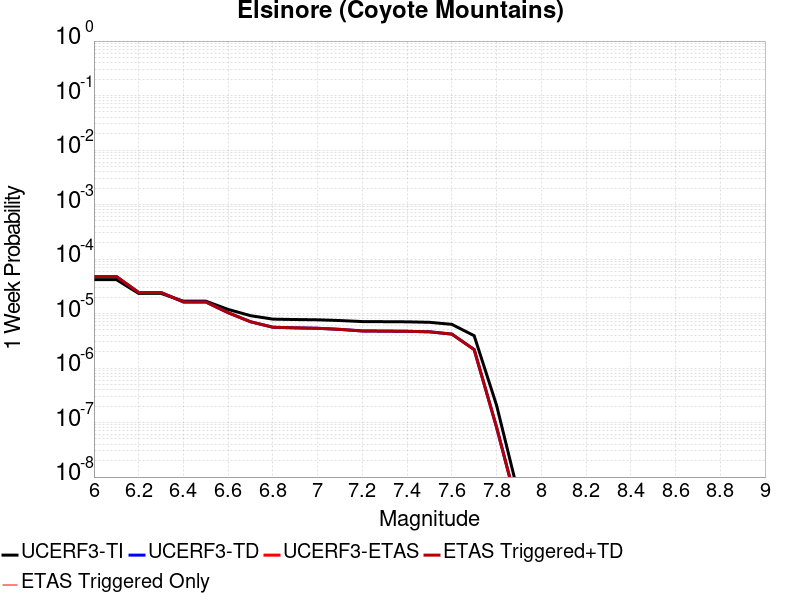 Elsinore (Coyote Mountains)
10^0
10^-1
10^-2
10^-3
10^-4
10^-5
10^-6
10^-7
10^-8
1 Week Probability
6 6.2 6.4 6.6 6.8 7 7.2 7.4 7.6 7.8 8 8.2 8.4 8.6 8.8 9
Magnitude
UCERF3-TI UCERF3-TD UCERF3-ETAS ETAS Triggered+TD
ETAS Triggered Only